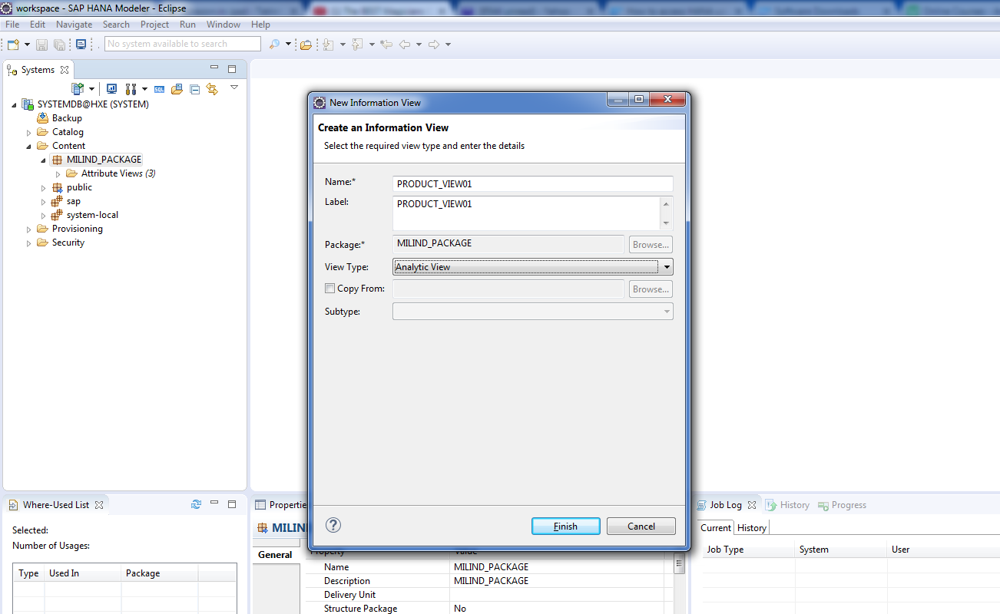 workspace - SAP HANA Modeler - Eclipse
File Edit Navigate Search Project Run Window Help
No system available to search
Systems
SYSTEMDB@HXE (SYSTEM)
Backup
Catalog
Content
MILIND_PACKAGE
Attribute Views (3)
public
sap
system-local
Provisioning
Security
New Information View
Create an Information View
Select the required view type and enter the details
Name:* PRODUCT_VIEW01
Label: PRODUCT_VIEW01
Package:* MILIND_PACKAGE Browse...
View Type: Analytic View
Copy From: Browse...
Subtype:
Finish Cancel
Where-Used List
Selected:
Number of Usages:
Type Used In Package
Propertie
MILIN
General
Property Value
Name MILIND_PACKAGE
Description MILIND_PACKAGE
Delivery Unit
Structure Package No
Job Log History Progress
Current History
Job Type System User